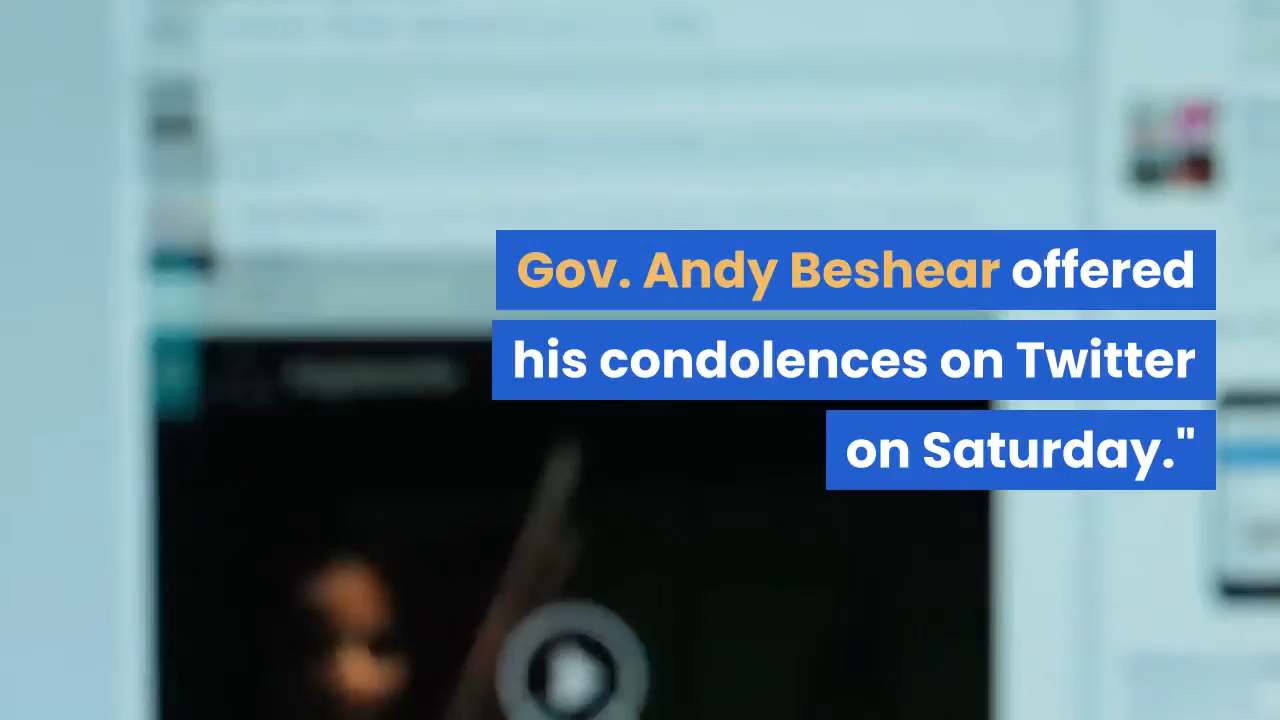 Gov. Andy Beshear offered
his condolences on Twitter
on Saturday."